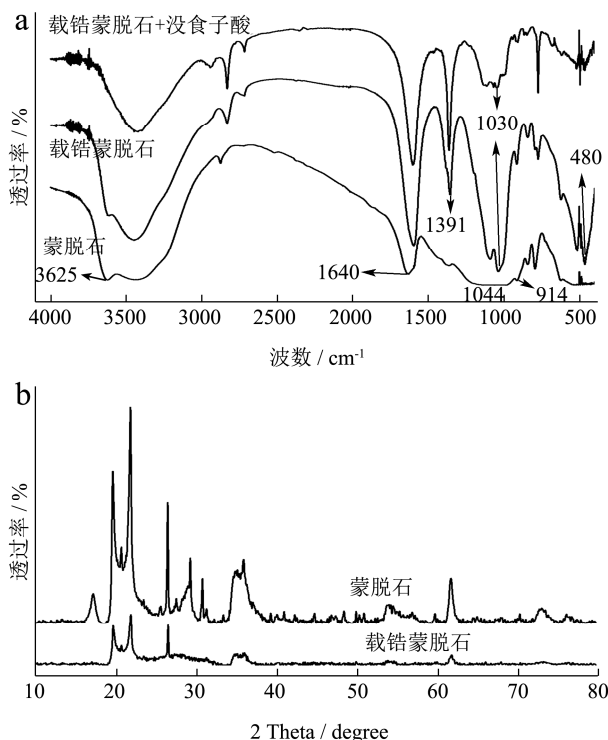 a
载锆蒙脱石+没食子酸
载锆蒙脱石
蒙脱石
3625
1640
1391
1030
1044
914
480
透过率 / %
4000 3500 3000 2500 2000 1500 1000 500
波数 / cm-1
b
透过率 / %
蒙脱石
载锆蒙脱石
10 20 30 40 50 60 70 80
2 Theta / degree